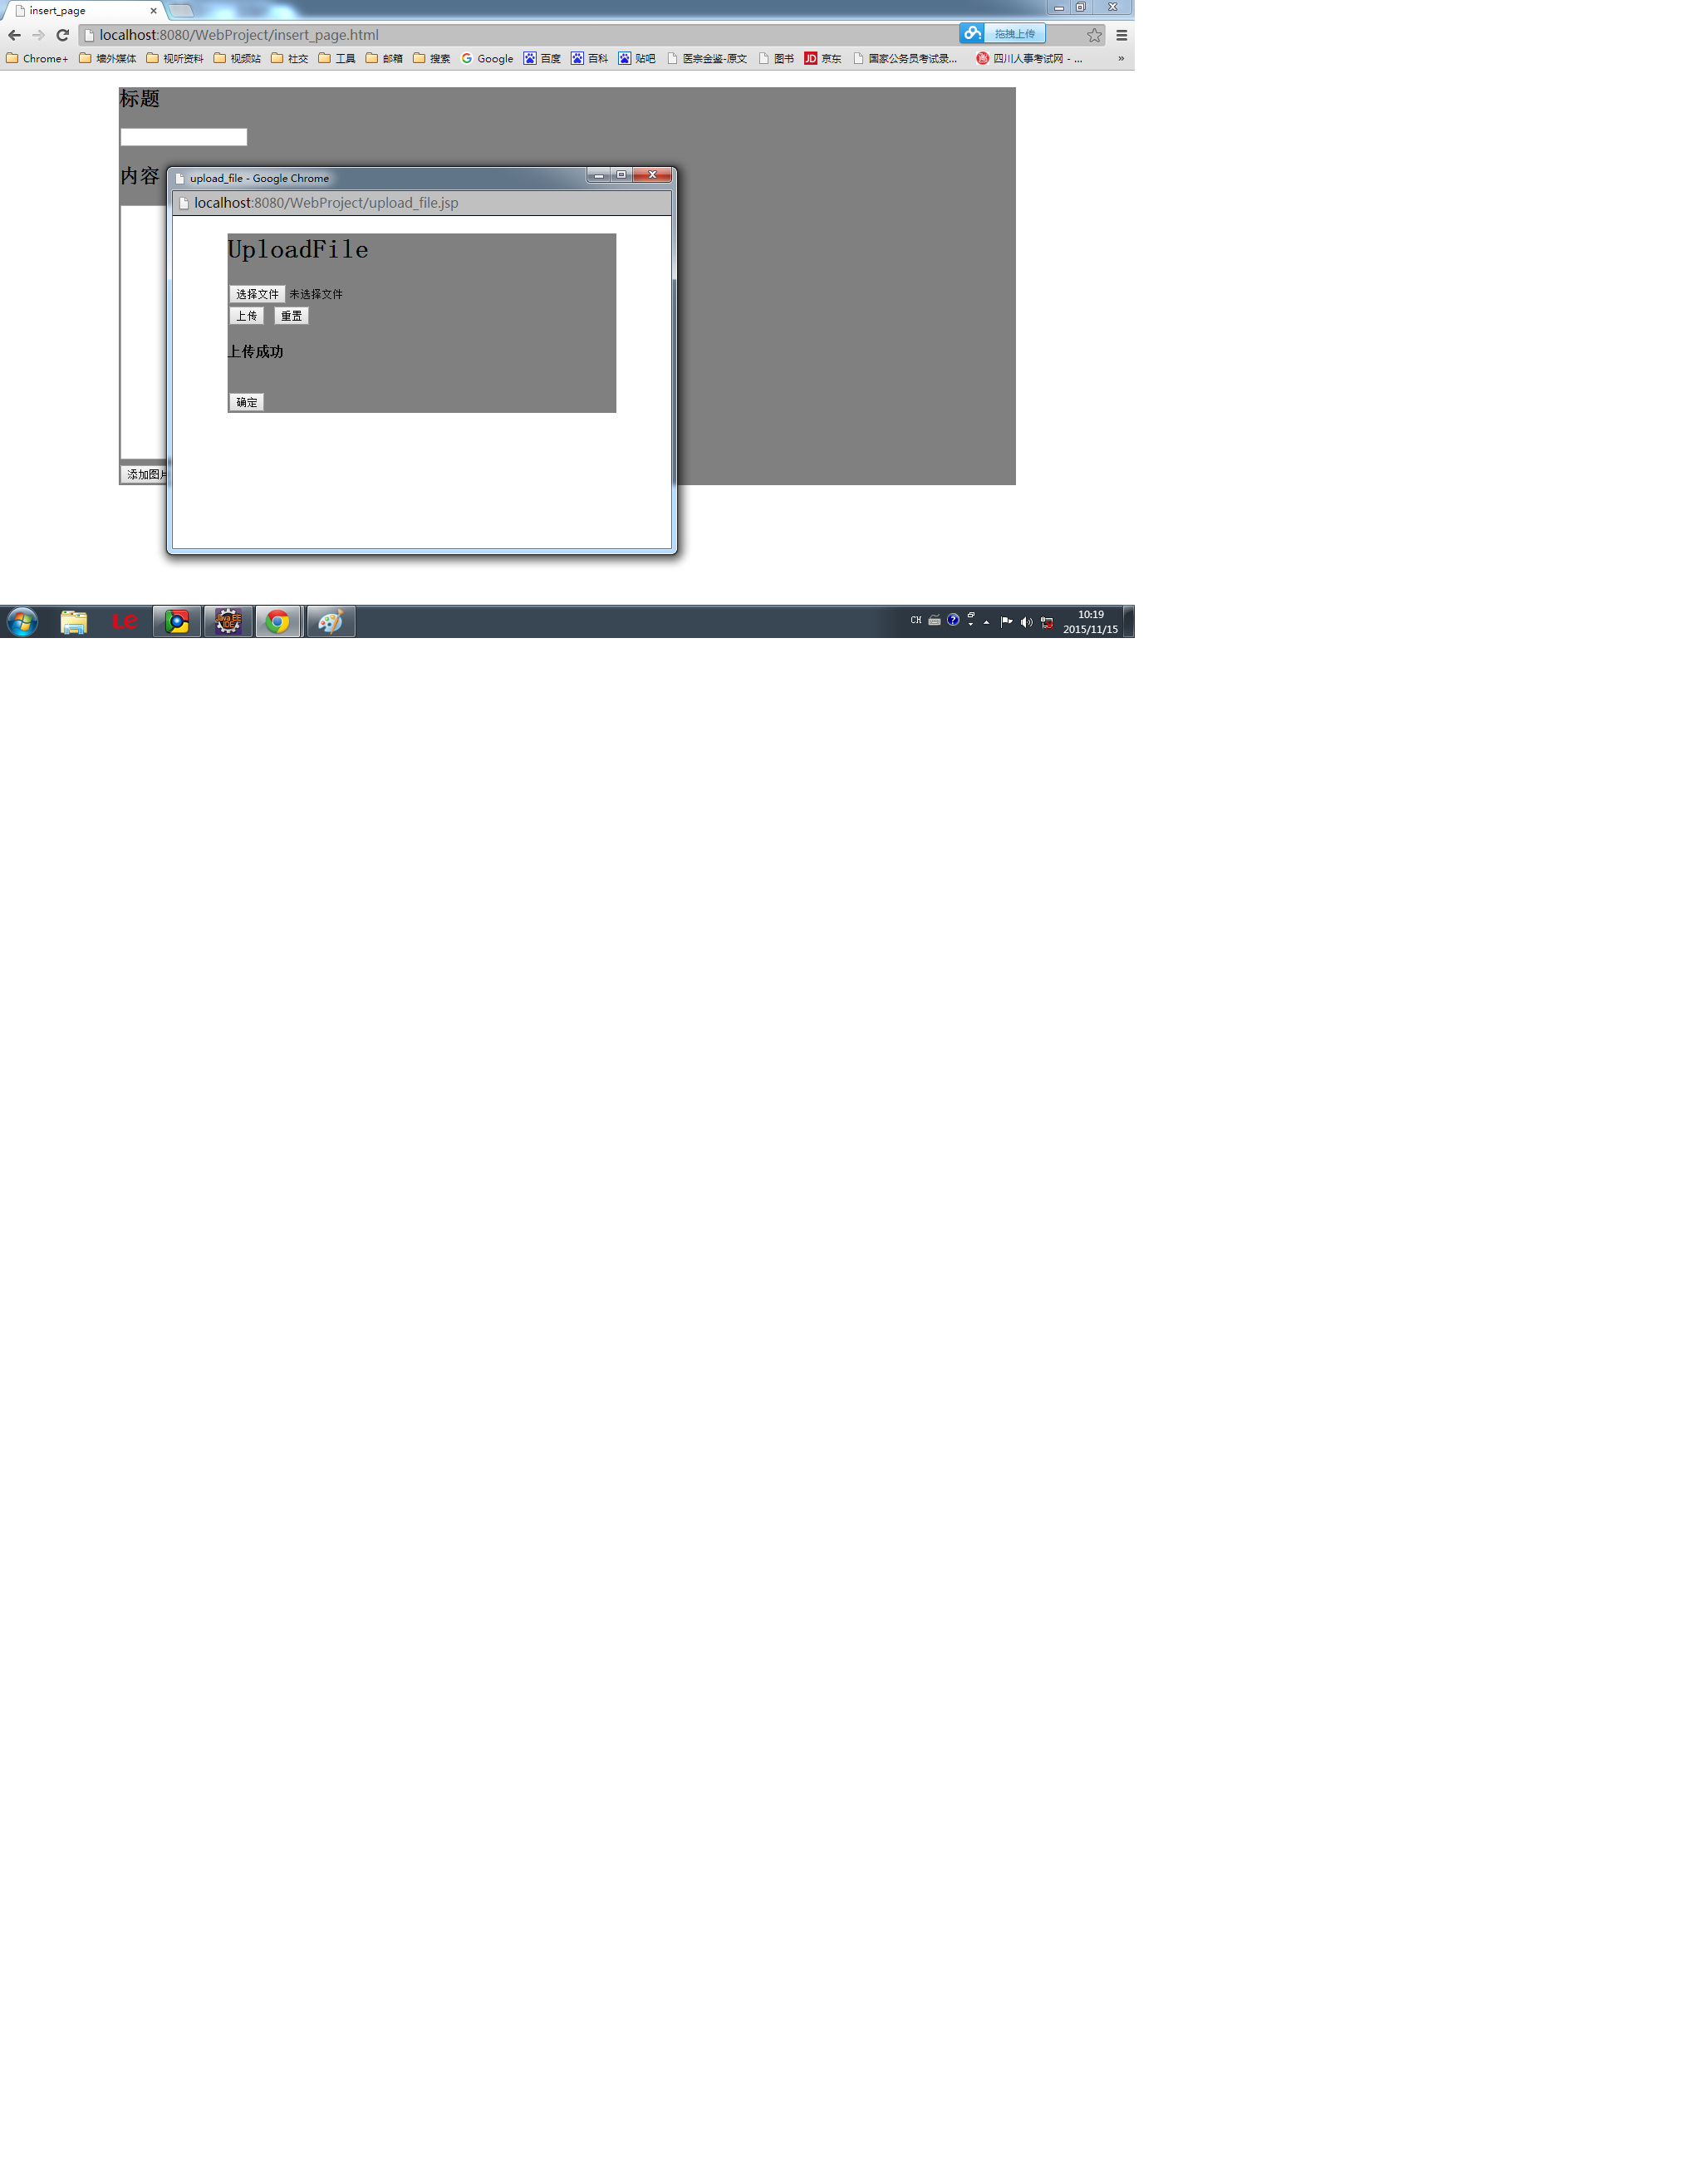 insert_page
localhost:8080/WebProject/insert_page.html
拖拽上传
Chrome+ 墙外媒体 视听资料 视频站 社交 工具 邮箱 搜索 Google 百度 百科 贴吧 医宗金鉴-原文 图书 JD 京东 国家公务员考试录... 四川人事考试网 - ... »
标题
内容
upload_file - Google Chrome
localhost:8080/WebProject/upload_file.jsp
UploadFile
选择文件 未选择文件
上传 重置
上传成功
确定
添加图片
Le
Java EE IDE
CH
10:19
2015/11/15